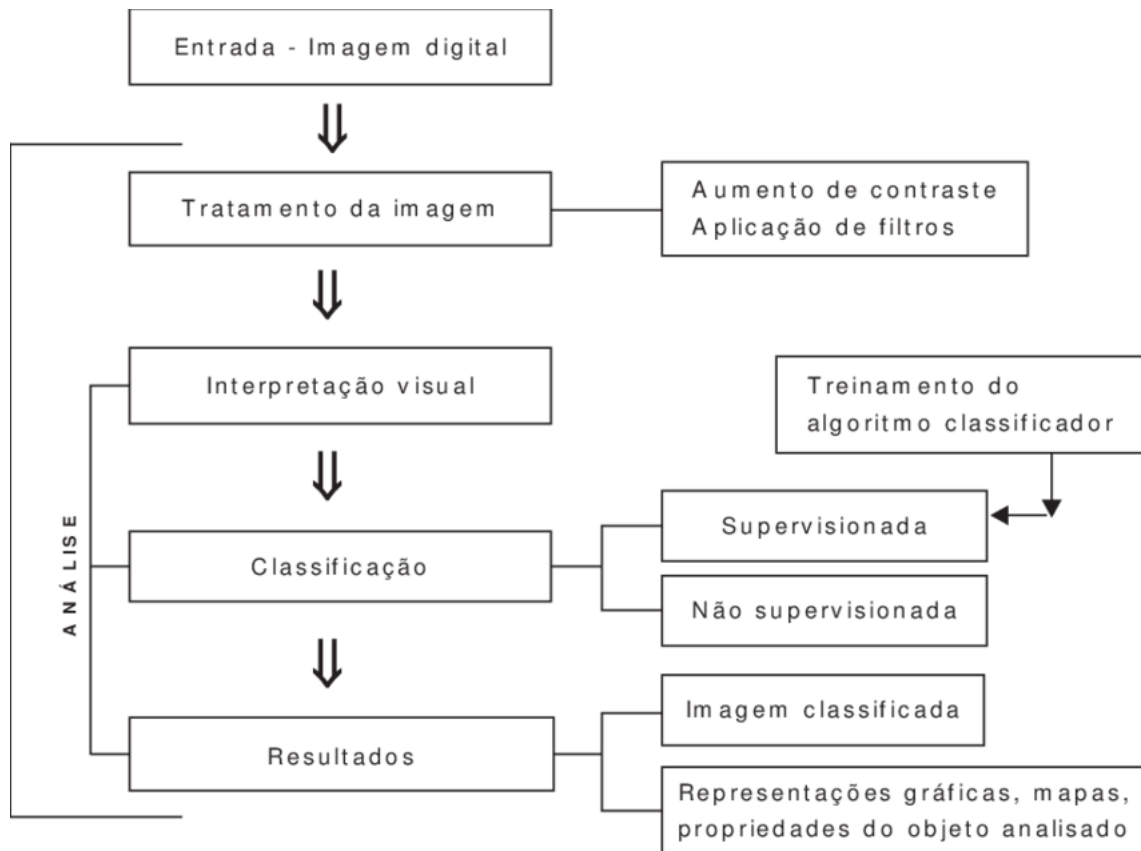 Entrada - Imagem digital
Tratamento da imagem
Aumento de contraste
Aplicação de filtros
Interpretação visual
Treinamento do
algoritmo classificador
ANÁLISE
Classificação
Supervisionada
Não supervisionada
Resultados
Imagem classificada
Representações gráficas, mapas,
propriedades do objeto analisado